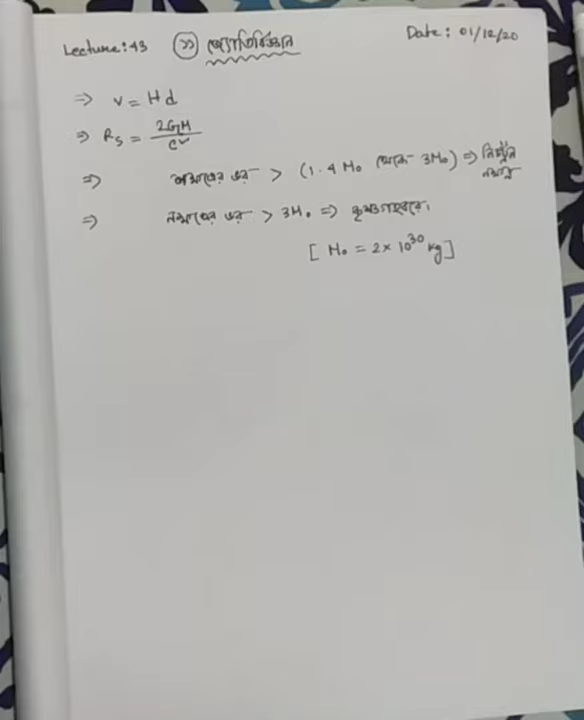 Lecture: 43 (১১) জ্যোতির্বিজ্ঞান Date: 01/12/20
⇒ v = Hd
⇒ Rs = 2GM/c²
⇒ নক্ষত্রের ভর > (1.4 M₀ থেকে 3M₀) ⇒ নিউট্রন নক্ষত্র
⇒ নক্ষত্রের ভর > 3M₀ ⇒ কৃষ্ণগহ্বর।
[ M₀ = 2 × 10³⁰ kg ]